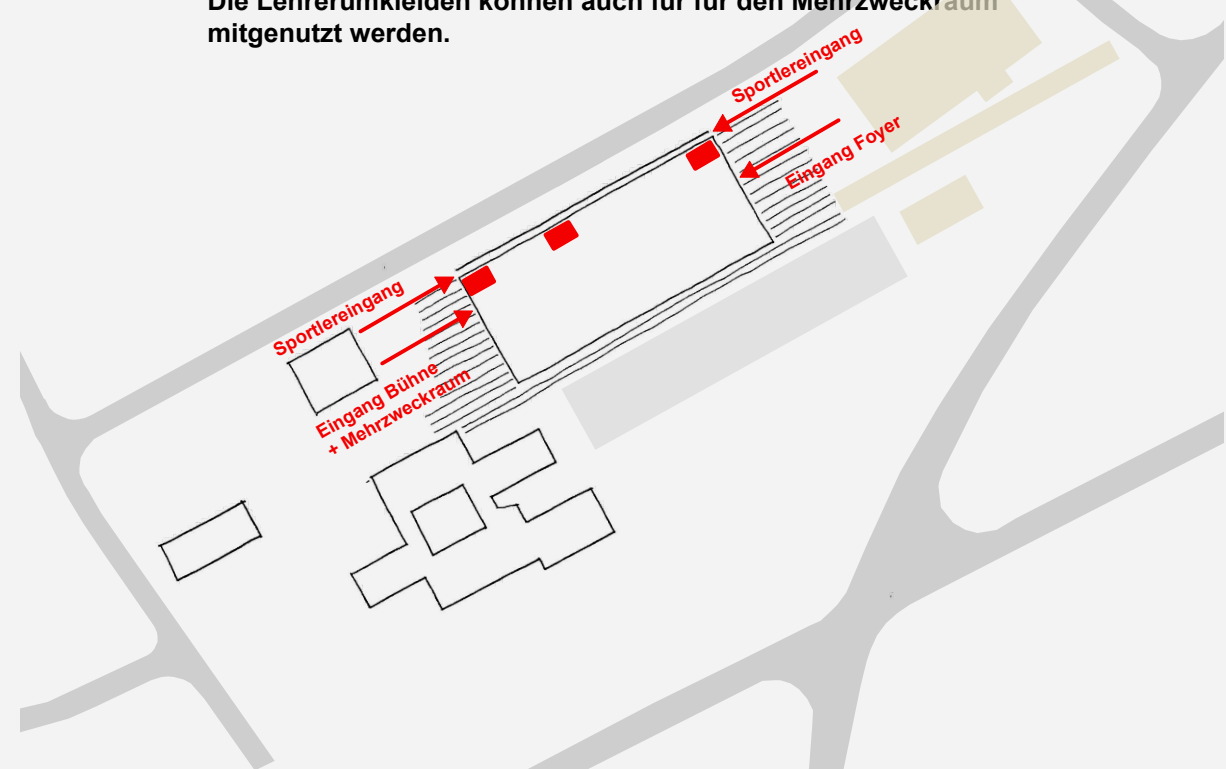 Die Lehrerumkleiden können auch für für den Mehrzweckraum
mitgenutzt werden.
Sportlereingang
Eingang Foyer
Sportlereingang
Eingang Bühne
+ Mehrzweckraum